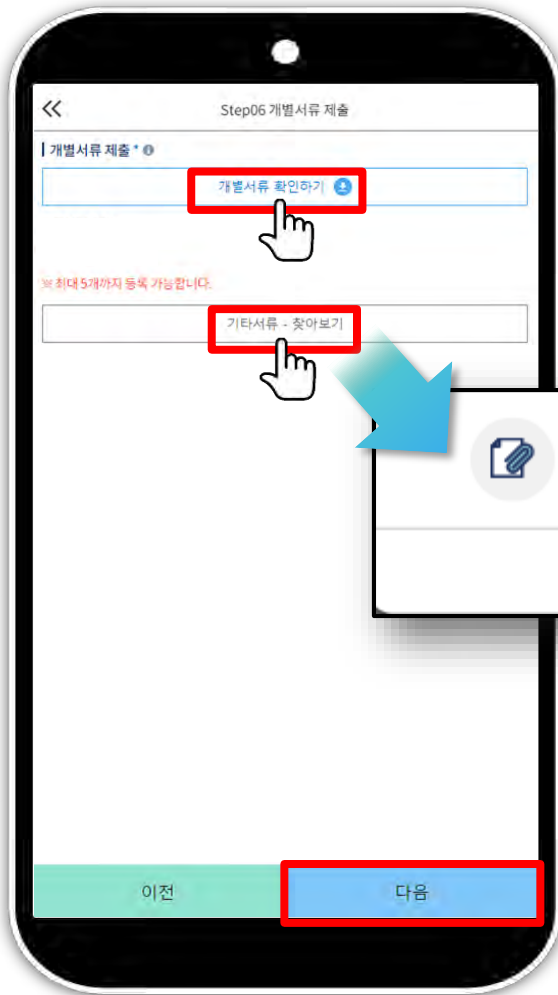 Step06 개별서류 제출
개별서류 제출 *
개별서류 확인하기
※ 최대 5개까지 등록 가능합니다.
기타서류 - 찾아보기
이전
다음